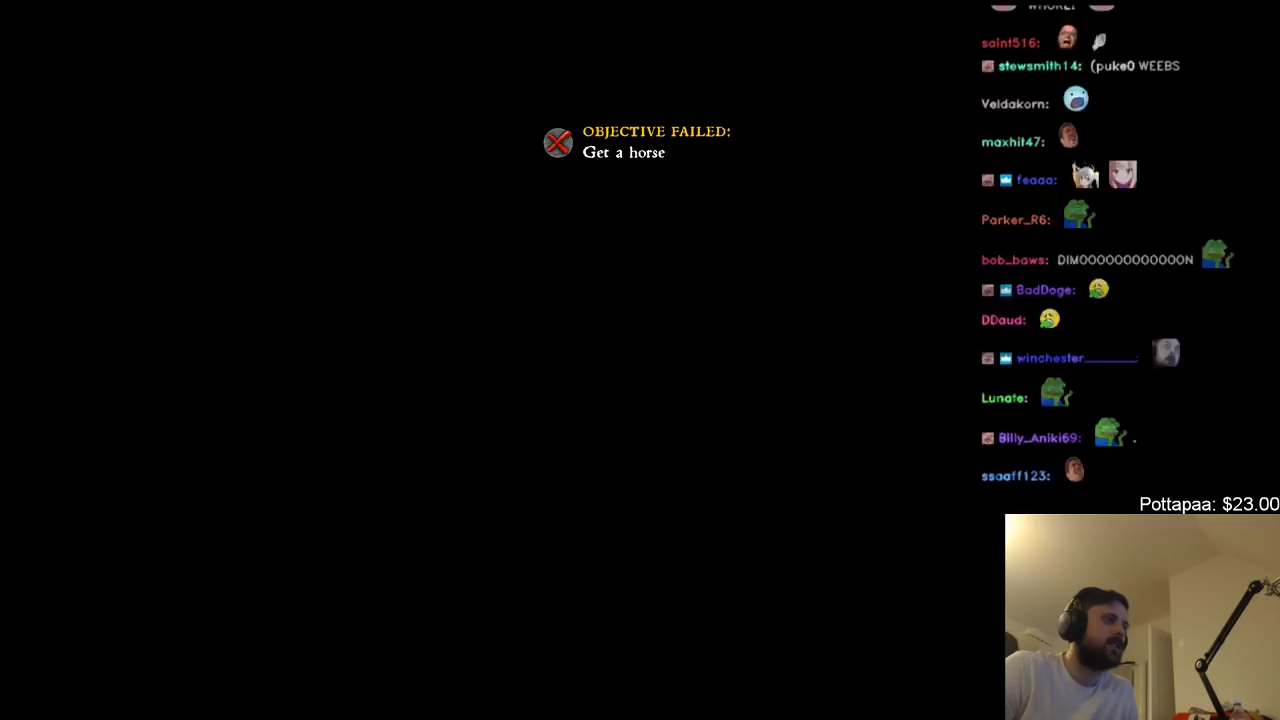 OBJECTIVE FAILED:
Get a horse
WHOKE!
saint516:
stewsmith14: (puke0 WEEBS
Veldakorn:
maxhit47:
feaaa:
Parker_R6:
bob_baws: DIMOOOOOOOOOOOON
BadDoge:
DDaud:
winchester_______:
Lunate:
Billy_Aniki69: .
ssaaff123:
Pottapaa: $23.00